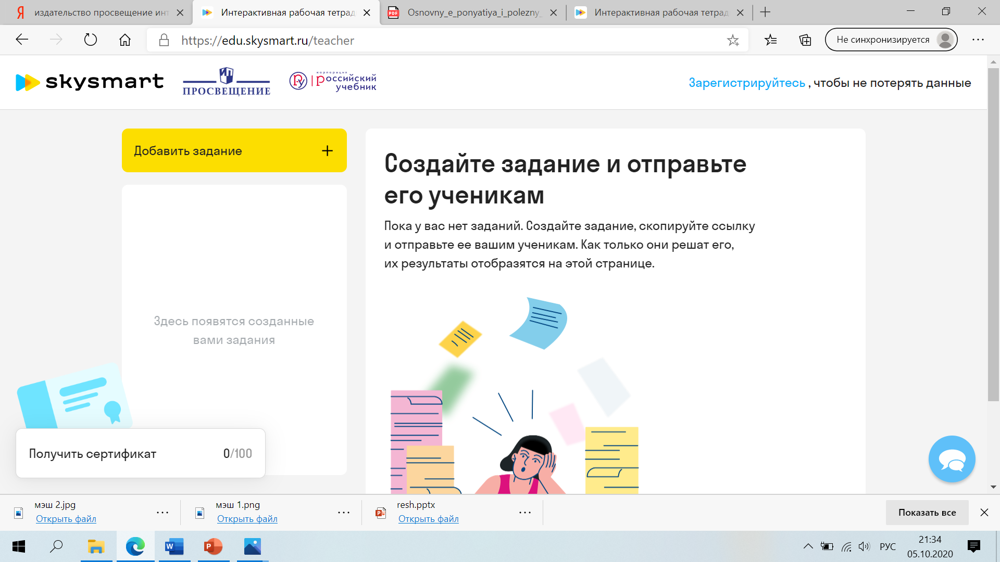 издательство просвещение инт
Интерактивная рабочая тетрад
PDF
Osnovny_e_ponyatiya_i_polezny_
Интерактивная рабочая тетрад
https://edu.skysmart.ru/teacher
Не синхронизируется
skysmart
ИП
ПРОСВЕЩЕНИЕ
корпорация
российский
учебник
Зарегистрируйтесь , чтобы не потерять данные
Добавить задание +
Создайте задание и отправьте
его ученикам
Пока у вас нет заданий. Создайте задание, скопируйте ссылку
и отправьте ее вашим ученикам. Как только они решат его,
их результаты отобразятся на этой странице.
Здесь появятся созданные
вами задания
Получить сертификат 0/100
мэш 2.jpg
Открыть файл
мэш 1.png
Открыть файл
resh.pptx
Открыть файл
Показать все
РУС
21:34
05.10.2020